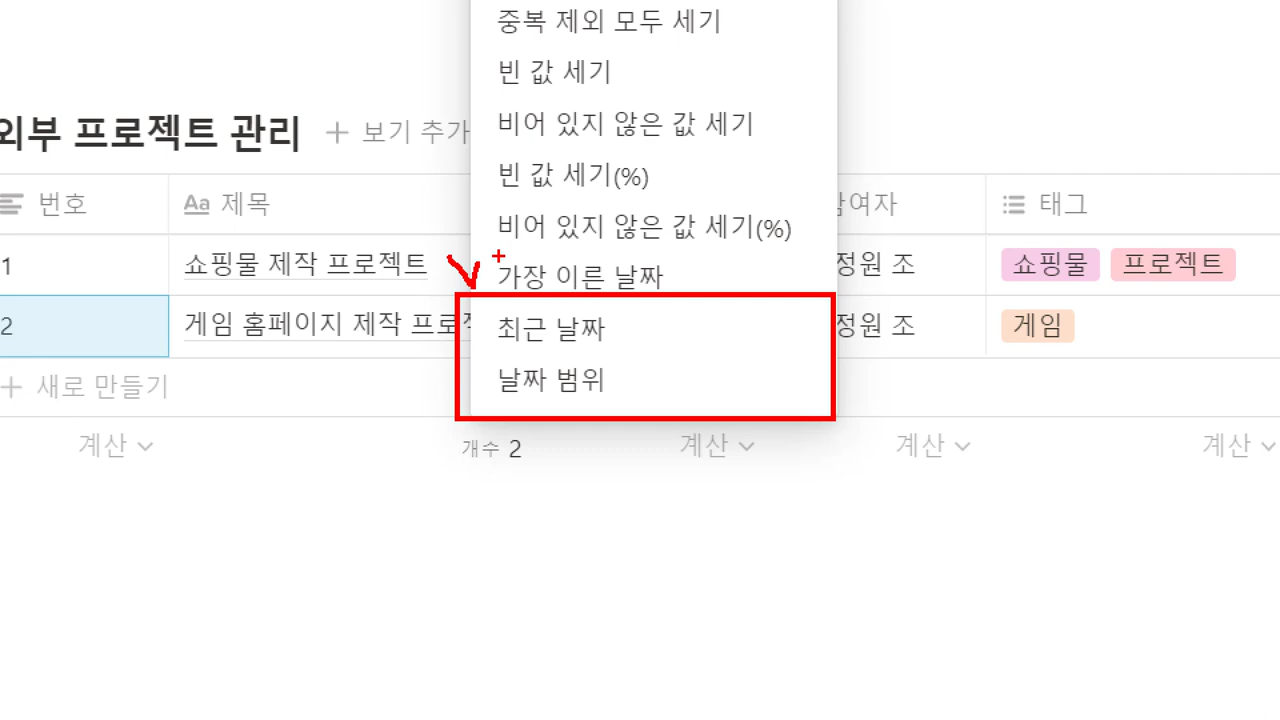 중복 제외 모두 세기
빈 값 세기
비어 있지 않은 값 세기
빈 값 세기(%)
비어 있지 않은 값 세기(%)
가장 이른 날짜
최근 날짜
날짜 범위
외부 프로젝트 관리 + 보기 추가
번호 Aa 제목 참여자 태그
1 쇼핑물 제작 프로젝트 정원 조 쇼핑물 프로젝트
2 게임 홈페이지 제작 프로젝 정원 조 게임
+ 새로 만들기
계산 개수 2 계산 계산 계산